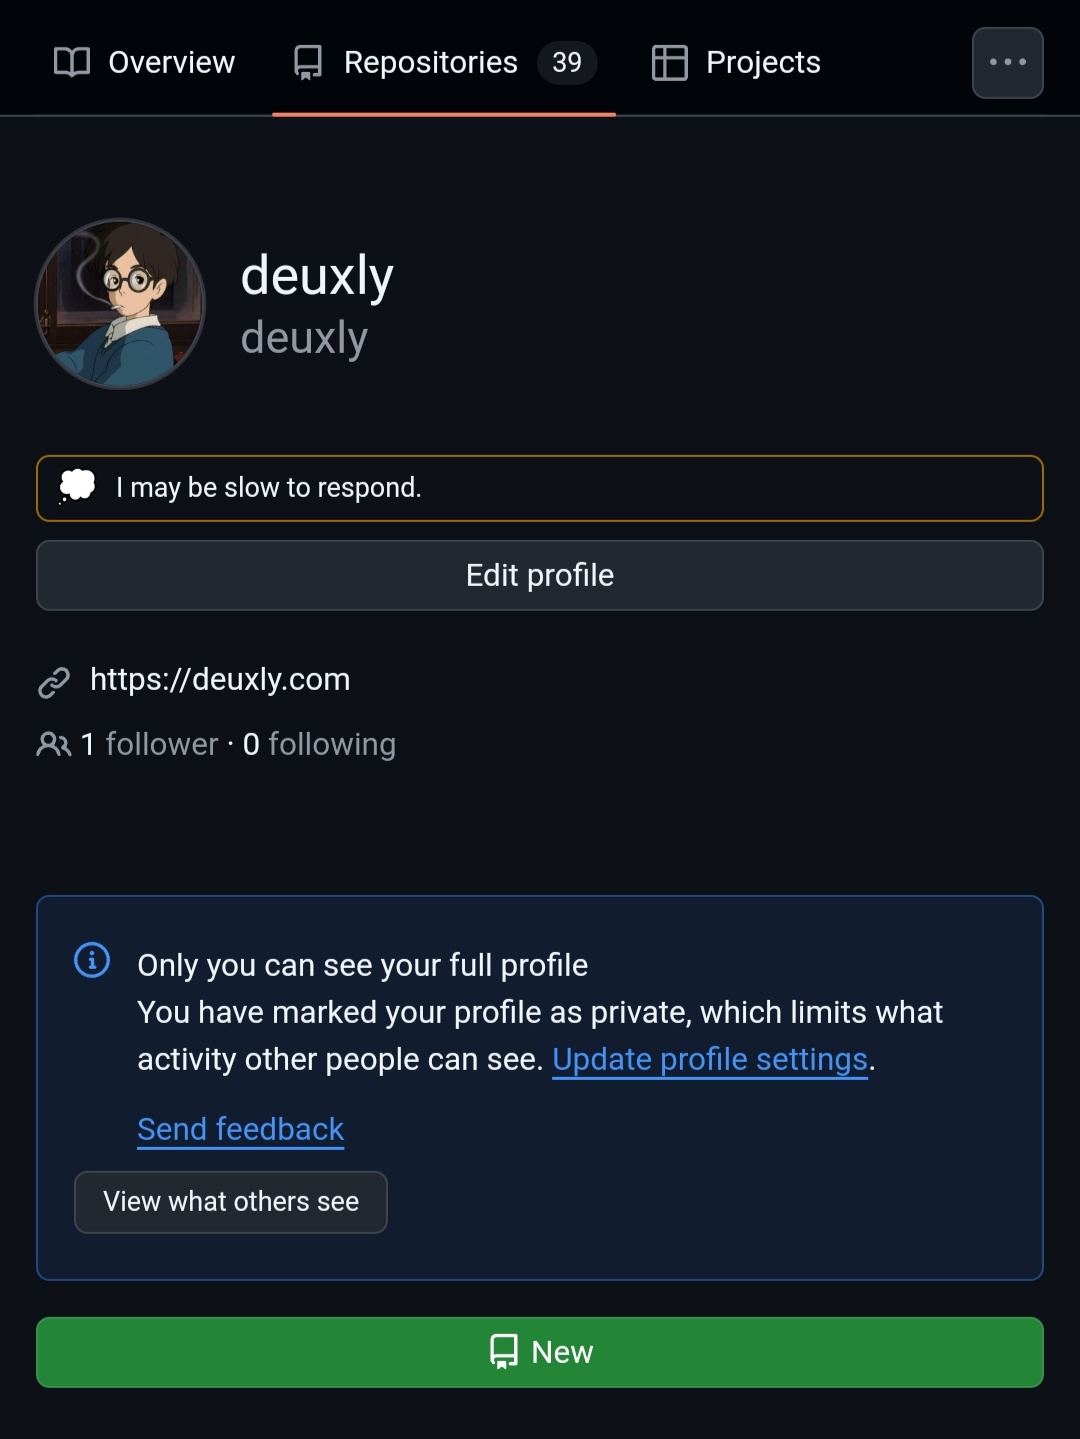 Overview Repositories 39 Projects
deuxly
deuxly
I may be slow to respond.
Edit profile
https://deuxly.com
1 follower · 0 following
Only you can see your full profile
You have marked your profile as private, which limits what
activity other people can see. Update profile settings.
Send feedback
View what others see
New